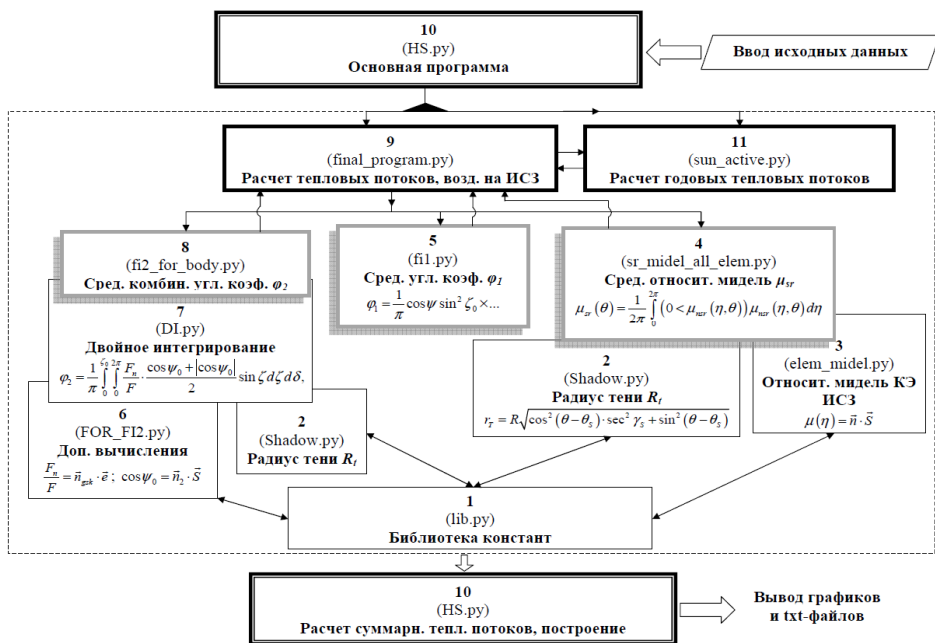 10
(HS.py)
Основная программа
Ввод исходных данных
9
(final_program.py)
Расчет тепловых потоков, возд. на ИСЗ
11
(sun_active.py)
Расчет годовых тепловых потоков
8
(fi2_for_body.py)
Сред. комбин. угл. коэф. φ₂
5
(fi1.py)
Сред. угл. коэф. φ₁
φ₁ = 1/π cosψ sin² ζ₀ ×...
4
(sr_midel_all_elem.py)
Сред. относит. мидель μsr
μsr(θ) = 1/2π ∫₀^2π (0 < μnsr(η,θ)) μnsr(η,θ) dη
7
(DI.py)
Двойное интегрирование
φ₂ = 1/π ∫₀^ζ₀ ∫₀^2π Fn/F · (cosψ₀ + |cosψ₀|)/2 sin ζ dζ dδ,
6
(FOR_FI2.py)
Доп. вычисления
Fn/F = n⃗gsk · e⃗ ; cosψ₀ = n⃗₂ · S⃗
2
(Shadow.py)
Радиус тени Rt
2
(Shadow.py)
Радиус тени Rt
rT = R√(cos²(θ−θS) · sec² γS + sin²(θ−θS))
3
(elem_midel.py)
Относит. мидель КЭ
ИСЗ
μ(η) = n⃗ · S⃗
1
(lib.py)
Библиотека констант
10
(HS.py)
Расчет суммарн. тепл. потоков, построение
Вывод графиков
и txt-файлов